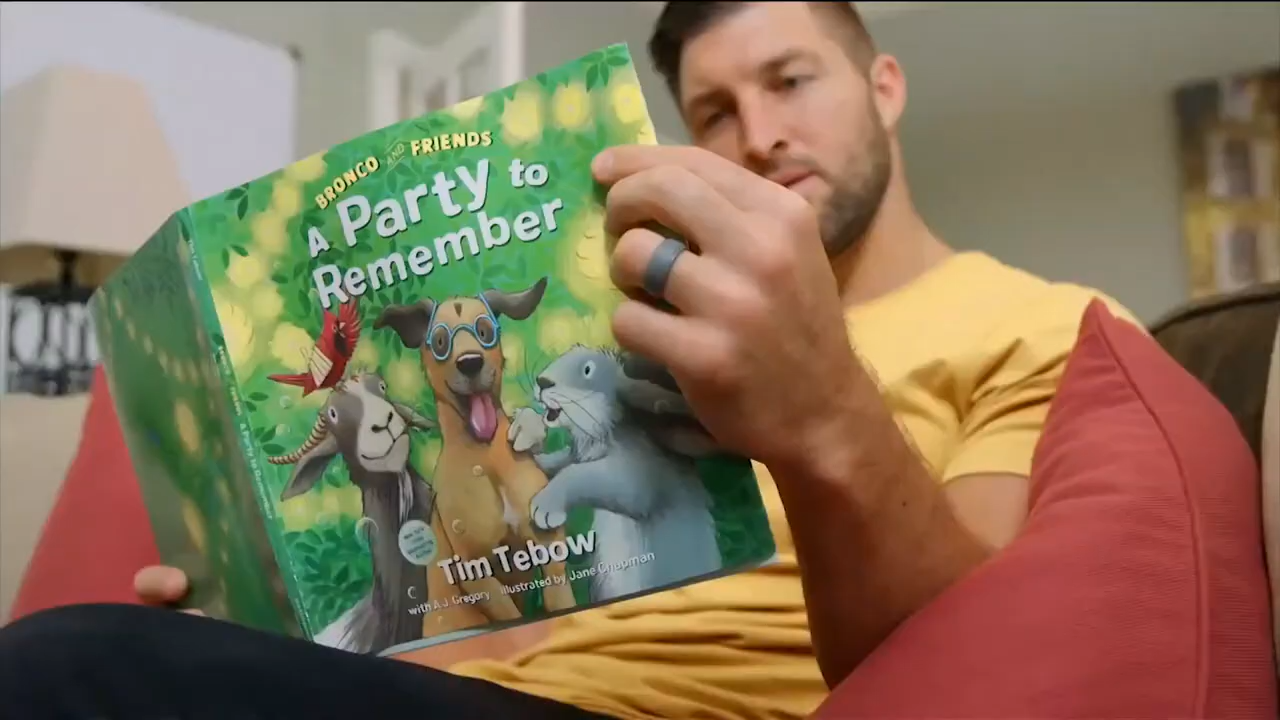 BRONCO AND FRIENDS
A Party to
Remember
Tim Tebow
with A.J. Gregory illustrated by Jane Chapman